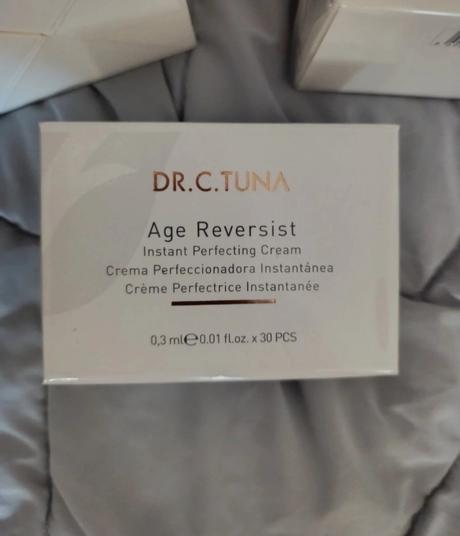 DR.C.TUNA
Age Reversist
Instant Perfecting Cream
Crema Perfeccionadora Instantánea
Crème Perfectrice Instantanée
0,3 ml℮0.01 fl.oz. x 30 PCS